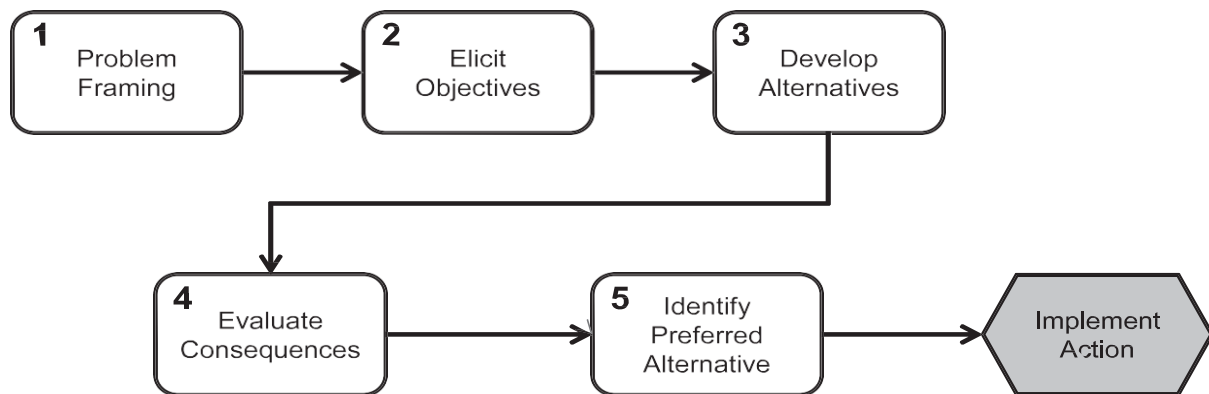 1
Problem
Framing
2
Elicit
Objectives
3
Develop
Alternatives
4
Evaluate
Consequences
5
Identify
Preferred
Alternative
Implement
Action